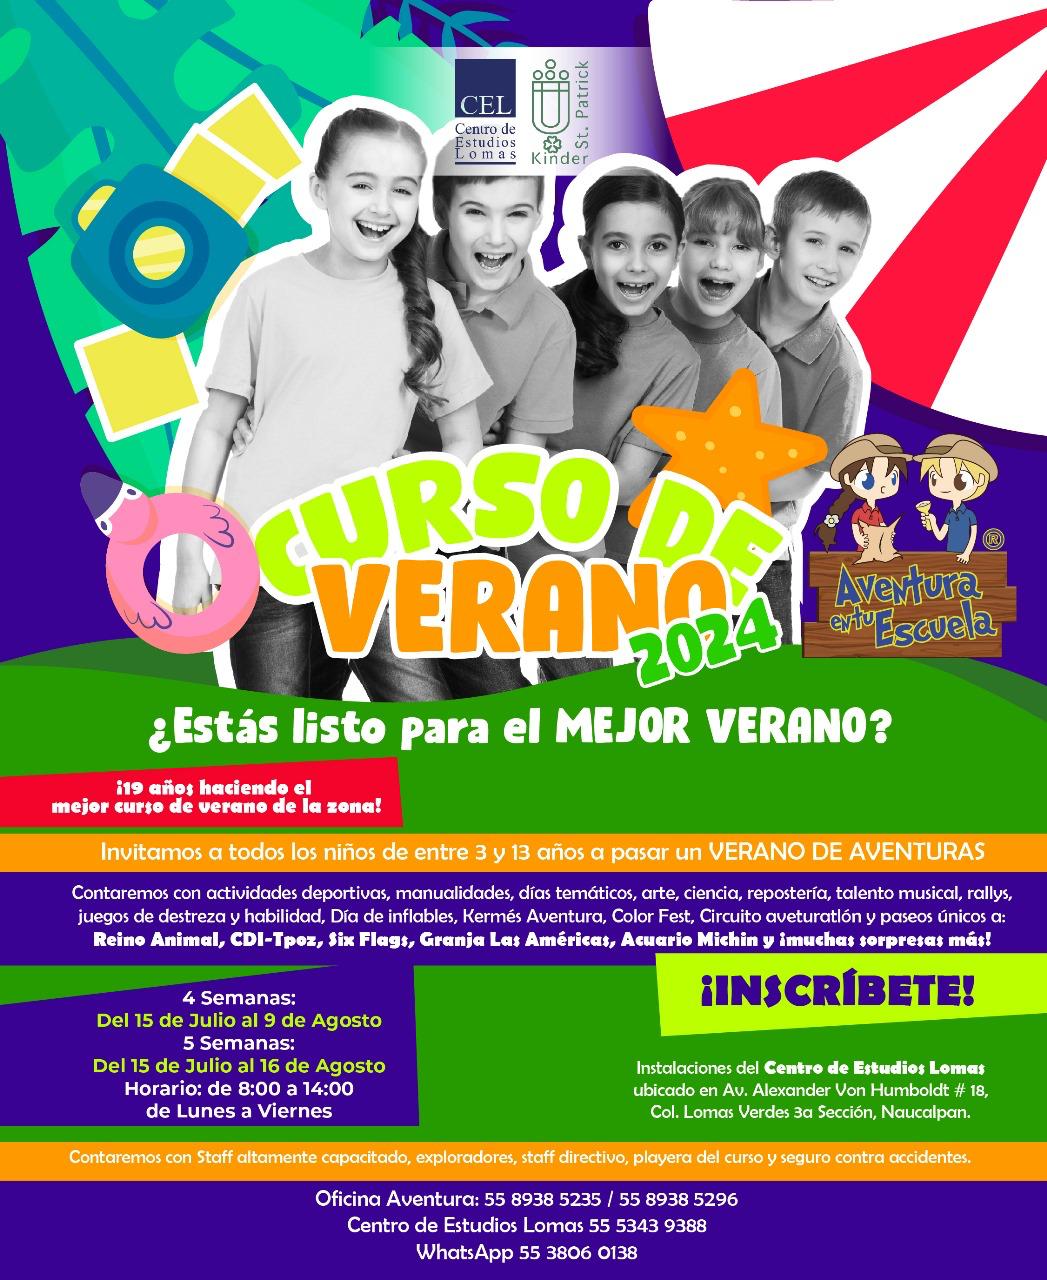 CEL
Centro de
Estudios
Lomas
St. Patrick
Kinder
CURSO DE
VERANO
2024
Aventura
en tu
Escuela
®
¿Estás listo para el MEJOR VERANO?
¡19 años haciendo el
mejor curso de verano de la zona!
Invitamos a todos los niños de entre 3 y 13 años a pasar un VERANO DE AVENTURAS
Contaremos con actividades deportivas, manualidades, días temáticos, arte, ciencia, repostería, talento musical, rallys,
juegos de destreza y habilidad, Día de inflables, Kermés Aventura, Color Fest, Circuito aveturatlón y paseos únicos a:
Reino Animal, CDI-Tpoz, Six Flags, Granja Las Américas, Acuario Michin y ¡muchas sorpresas más!
4 Semanas:
Del 15 de Julio al 9 de Agosto
5 Semanas:
Del 15 de Julio al 16 de Agosto
Horario: de 8:00 a 14:00
de Lunes a Viernes
¡INSCRÍBETE!
Instalaciones del Centro de Estudios Lomas
ubicado en Av. Alexander Von Humboldt # 18,
Col. Lomas Verdes 3a Sección, Naucalpan.
Contaremos con Staff altamente capacitado, exploradores, staff directivo, playera del curso y seguro contra accidentes.
Oficina Aventura: 55 8938 5235 / 55 8938 5296
Centro de Estudios Lomas 55 5343 9388
WhatsApp 55 3806 0138